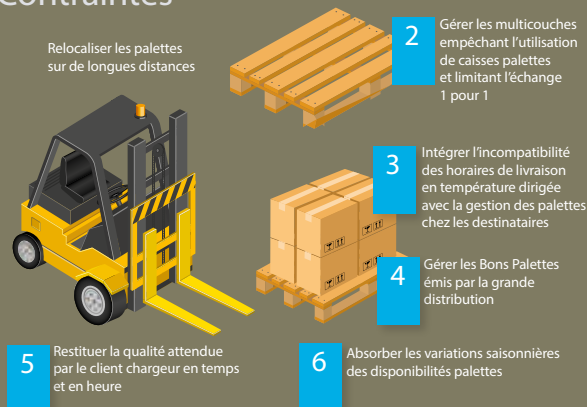 Contraintes
Relocaliser les palettes
sur de longues distances
2
Gérer les multicouches
empêchant l'utilisation
de caisses palettes
et limitant l'échange
1 pour 1
3
Intégrer l'incompatibilité
des horaires de livraison
en température dirigée
avec la gestion des palettes
chez les destinataires
4
Gérer les Bons Palettes
émis par la grande
distribution
5
Restituer la qualité attendue
par le client chargeur en temps
et en heure
6
Absorber les variations saisonnières
des disponibilités palettes